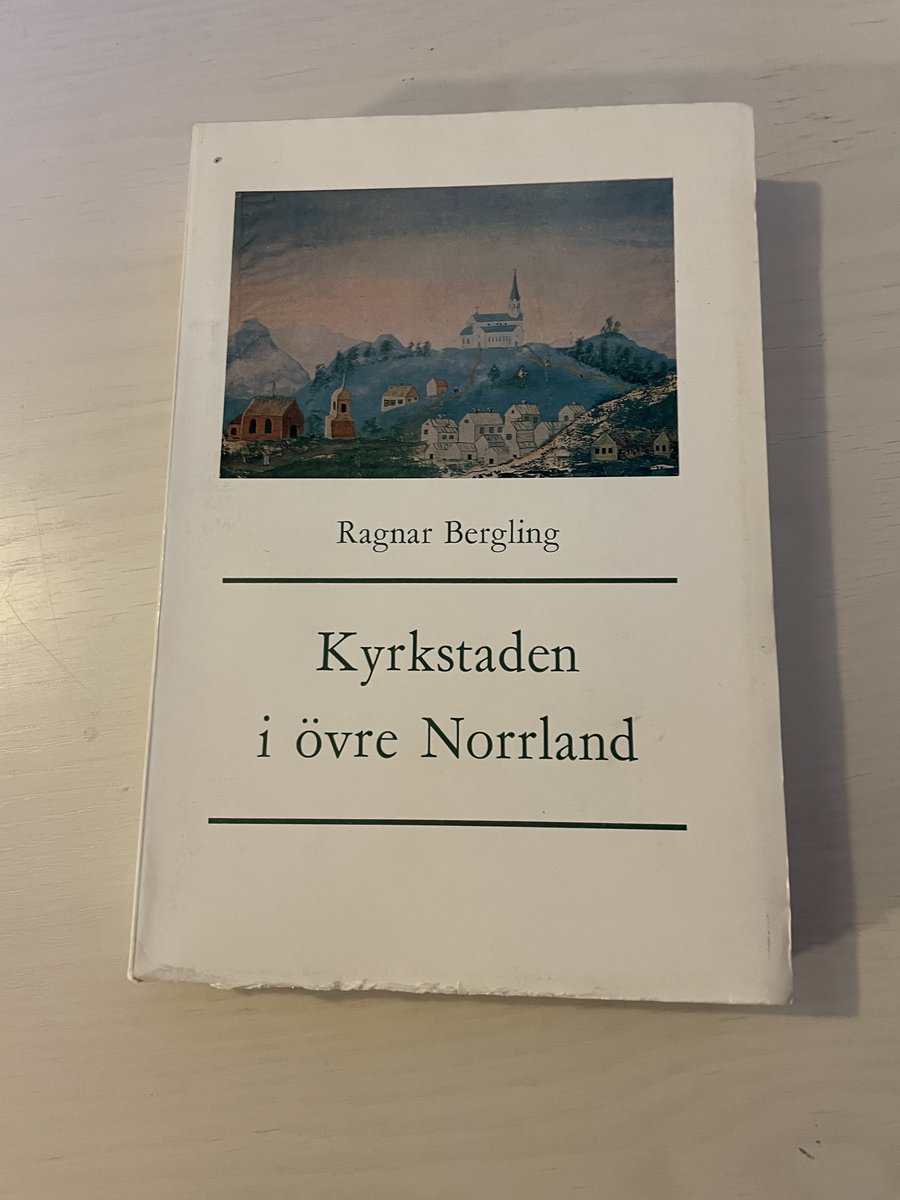 Ragnar Bergling
Kyrkstaden
i övre Norrland